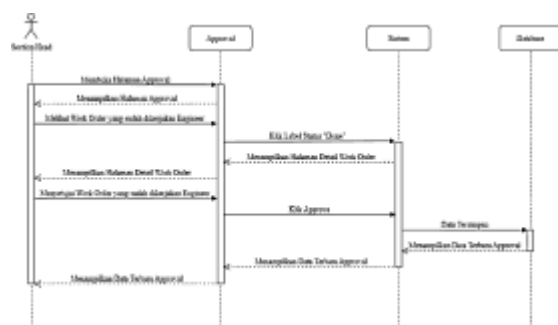 Section Head
Approval
Sistem
Database
Membuka Halaman Approval
Menampilkan Halaman Approval
Melihat Work Order yang sudah dikerjakan Engineer
Klik Label Status "Done"
Menampilkan Halaman Detail Work Order
Menampilkan Halaman Detail Work Order
Menyetujui Work Order yang sudah dikerjakan Engineer
Klik Approve
Data Tersimpan
Menampilkan Data Terbaru Approval
Menampilkan Data Terbaru Approval
Menampilkan Data Terbaru Approval